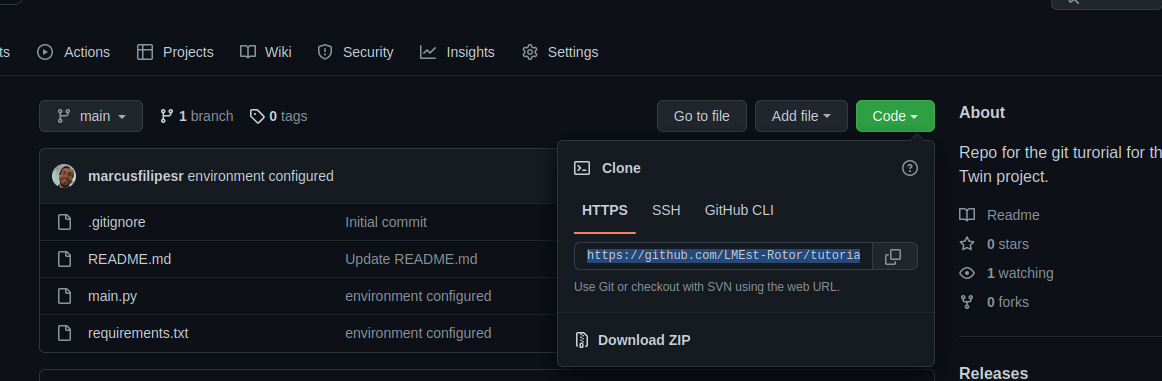 ts Actions Projects Wiki Security Insights Settings
main 1 branch 0 tags Go to file Add file Code
marcusfilipesr environment configured
.gitignore Initial commit
README.md Update README.md
main.py environment configured
requirements.txt environment configured
Clone
HTTPS SSH GitHub CLI
https://github.com/LMEst-Rotor/tutoria
Use Git or checkout with SVN using the web URL.
Download ZIP
About
Repo for the git turorial for th
Twin project.
Readme
0 stars
1 watching
0 forks
Releases